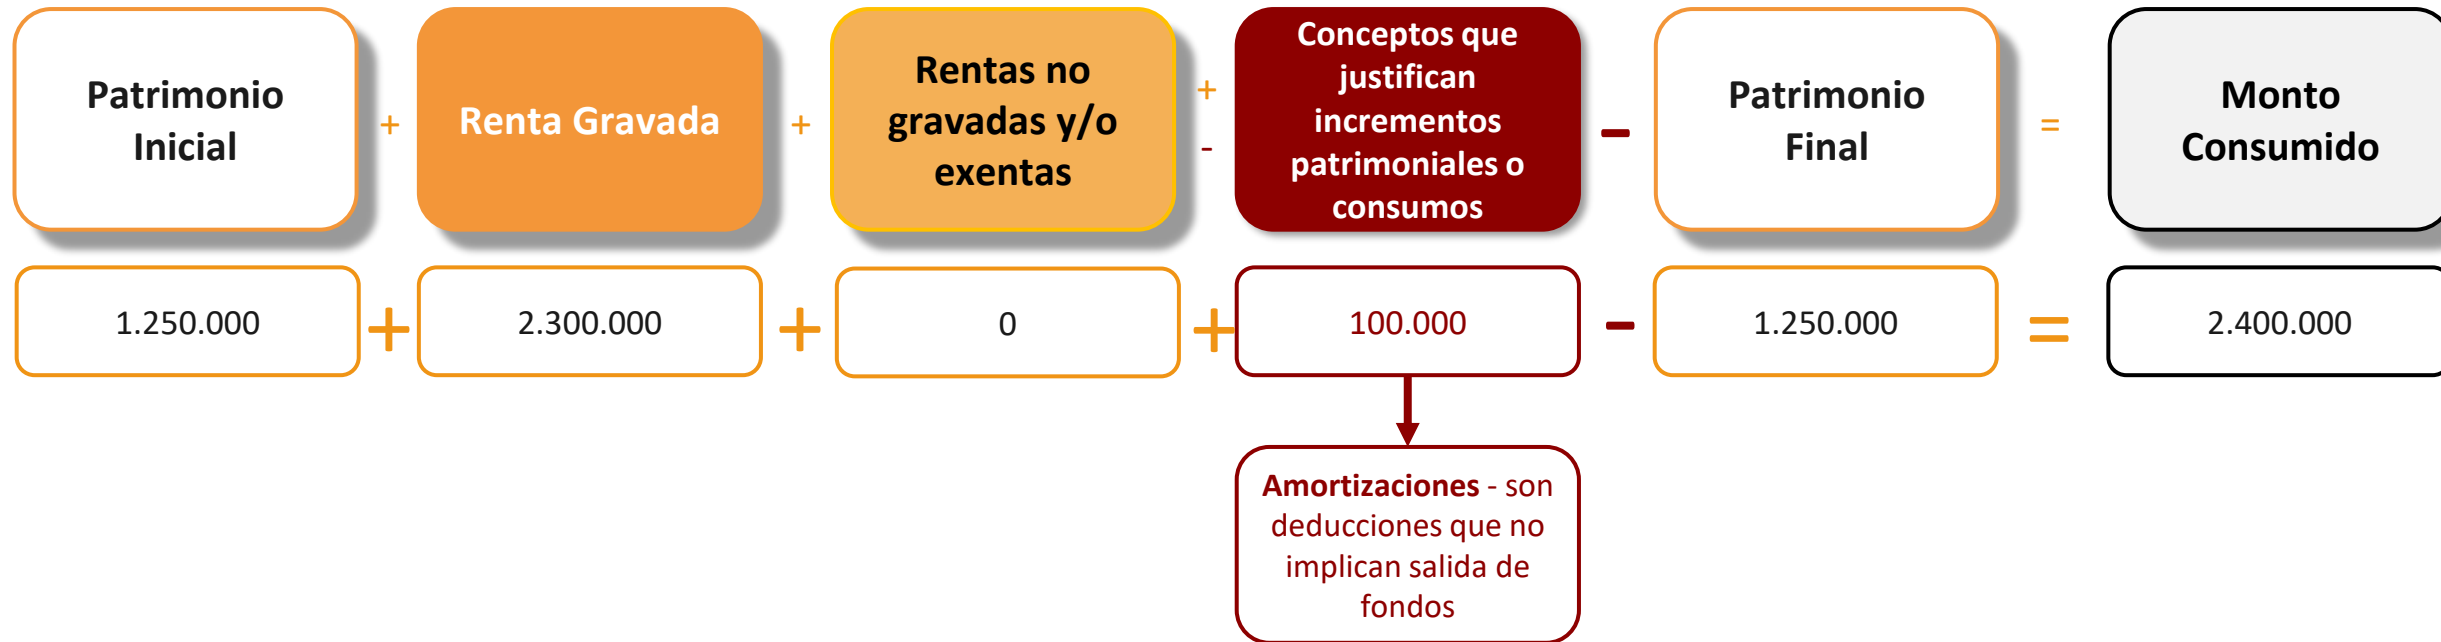 Patrimonio
Inicial
+
Renta Gravada
+
Rentas no
gravadas y/o
exentas
+
-
Conceptos que
justifican
incrementos
patrimoniales o
consumos
-
Patrimonio
Final
=
Monto
Consumido
1.250.000
+
2.300.000
+
0
+
100.000
-
1.250.000
=
2.400.000
Amortizaciones - son
deducciones que no
implican salida de
fondos